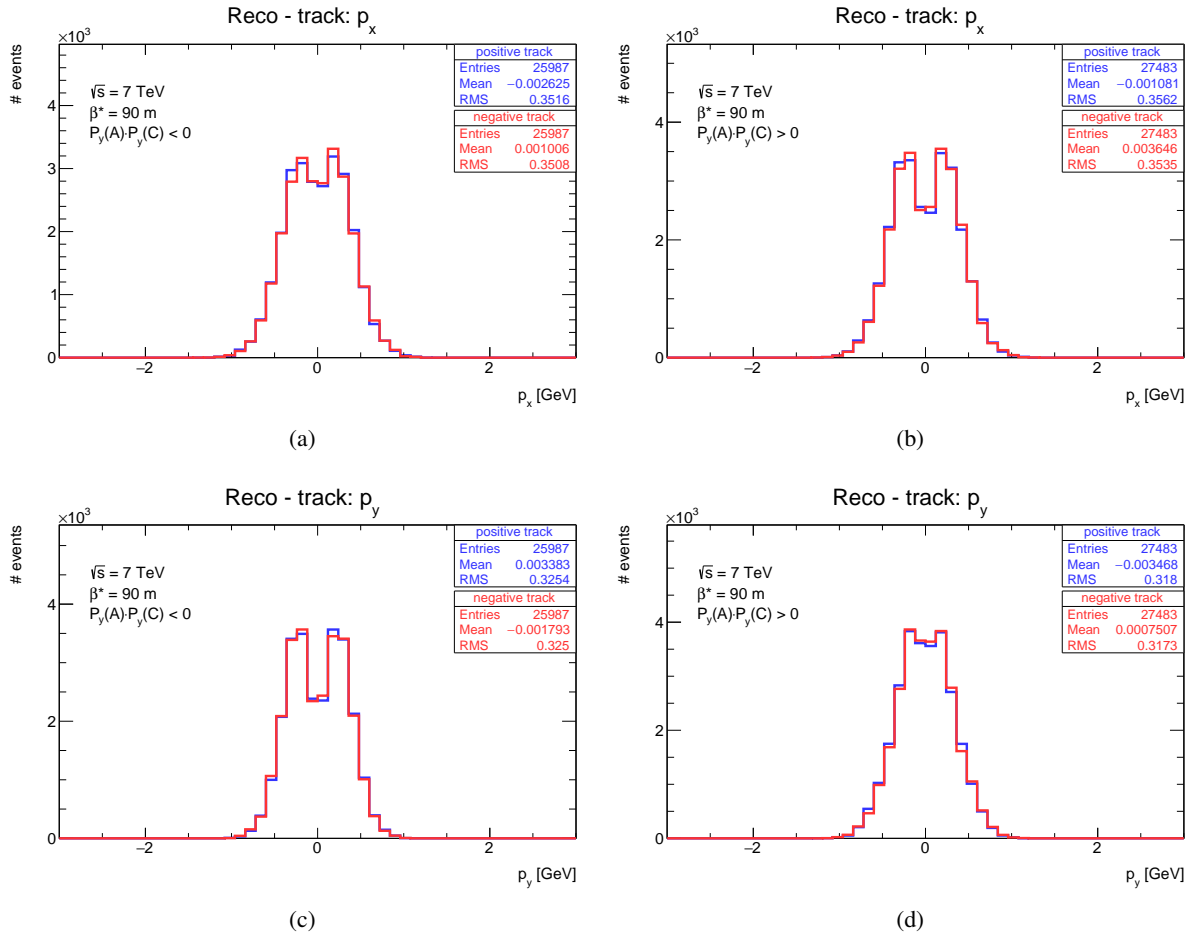 Reco - track: p_x
×10³
# events
√s = 7 TeV
β* = 90 m
P_y(A)·P_y(C) < 0
positive track
Entries 25987
Mean −0.002625
RMS 0.3516
negative track
Entries 25987
Mean 0.001006
RMS 0.3508
4
3
2
1
0
−2 0 2
p_x [GeV]
(a)
Reco - track: p_x
×10³
# events
√s = 7 TeV
β* = 90 m
P_y(A)·P_y(C) > 0
positive track
Entries 27483
Mean −0.001081
RMS 0.3562
negative track
Entries 27483
Mean 0.003646
RMS 0.3535
4
2
0
−2 0 2
p_x [GeV]
(b)
Reco - track: p_y
×10³
# events
√s = 7 TeV
β* = 90 m
P_y(A)·P_y(C) < 0
positive track
Entries 25987
Mean 0.003383
RMS 0.3254
negative track
Entries 25987
Mean −0.001793
RMS 0.325
4
2
0
−2 0 2
p_y [GeV]
(c)
Reco - track: p_y
×10³
# events
√s = 7 TeV
β* = 90 m
P_y(A)·P_y(C) > 0
positive track
Entries 27483
Mean −0.003468
RMS 0.318
negative track
Entries 27483
Mean 0.0007507
RMS 0.3173
4
2
0
−2 0 2
p_y [GeV]
(d)